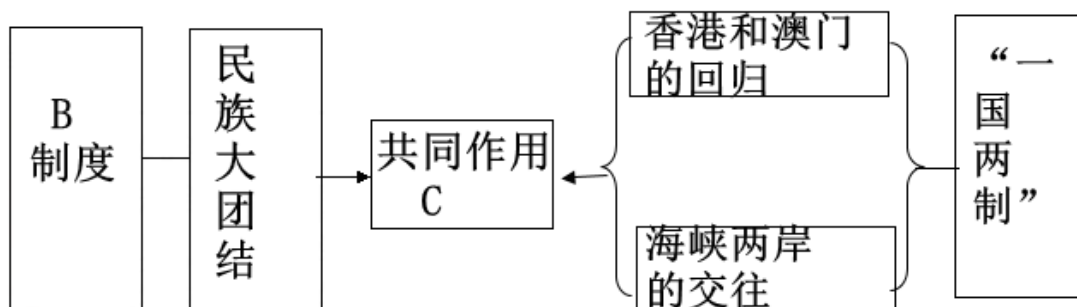 B
制度
民
族
大
团
结
共同作用
C
香港和澳门
的回归
海峡两岸
的交往
“一
国
两
制”